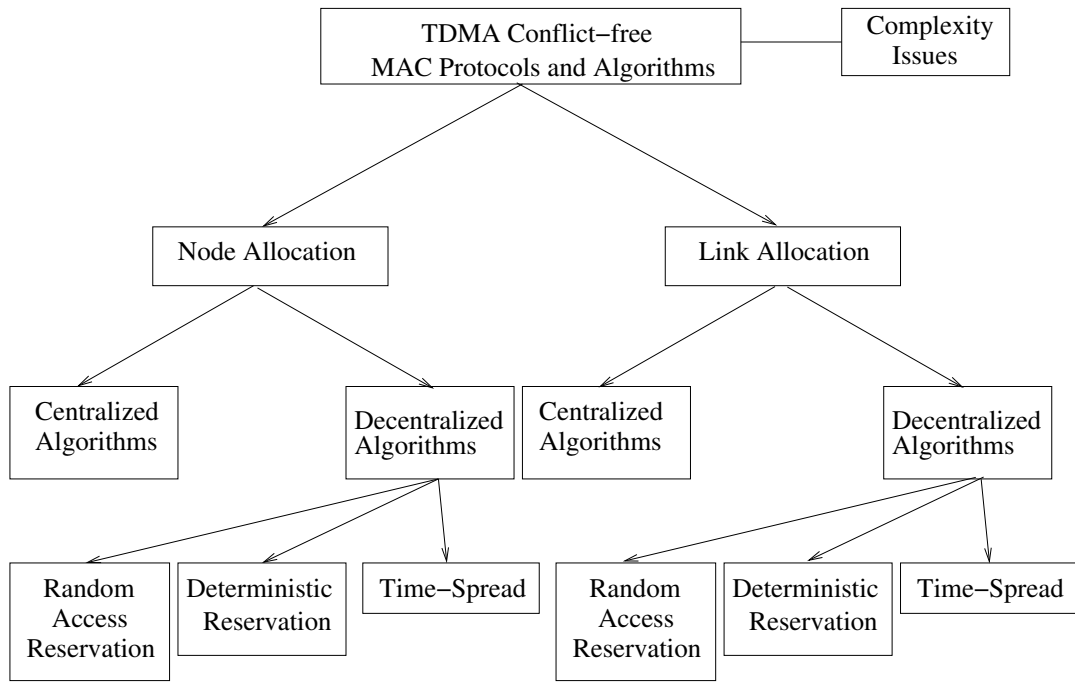 TDMA Conflict−free
MAC Protocols and Algorithms
Complexity
Issues
Node Allocation
Link Allocation
Centralized
Algorithms
Decentralized
Algorithms
Centralized
Algorithms
Decentralized
Algorithms
Random
Access
Reservation
Deterministic
Reservation
Time−Spread
Random
Access
Reservation
Deterministic
Reservation
Time−Spread